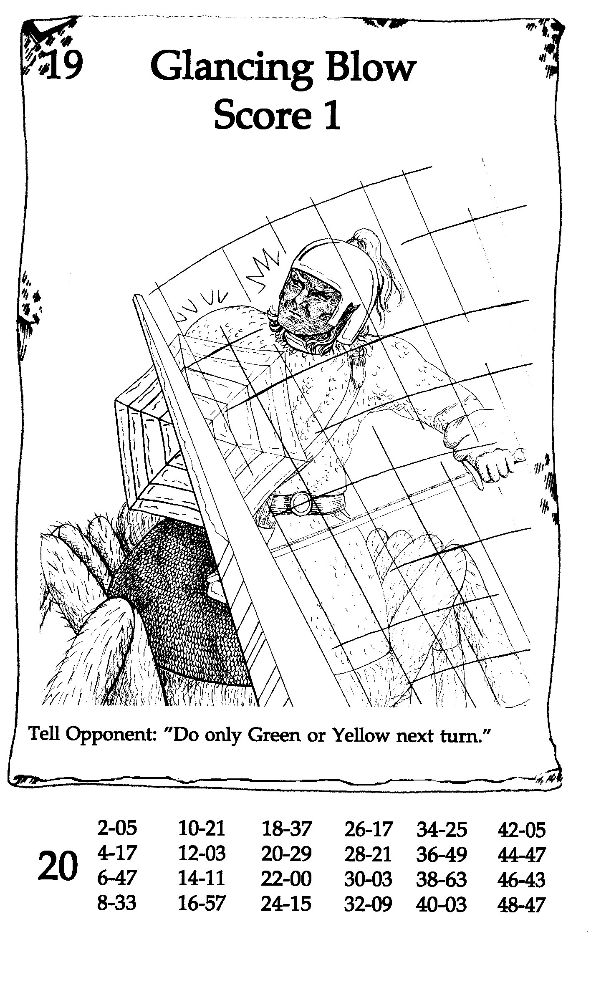 19
Glancing Blow
Score 1
Tell Opponent: "Do only Green or Yellow next turn."
20
2-05 10-21 18-37 26-17 34-25 42-05
4-17 12-03 20-29 28-21 36-49 44-47
6-47 14-11 22-00 30-03 38-63 46-43
8-33 16-57 24-15 32-09 40-03 48-47